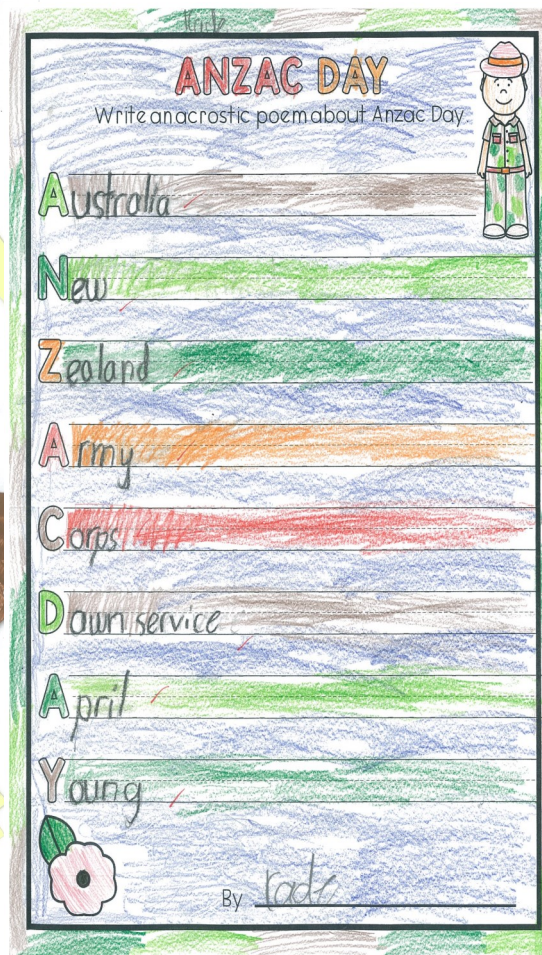 ANZAC DAY
Write an acrostic poem about Anzac Day
Australia
New
Zealand
Army
Corps
Dawn service
April
Young
By